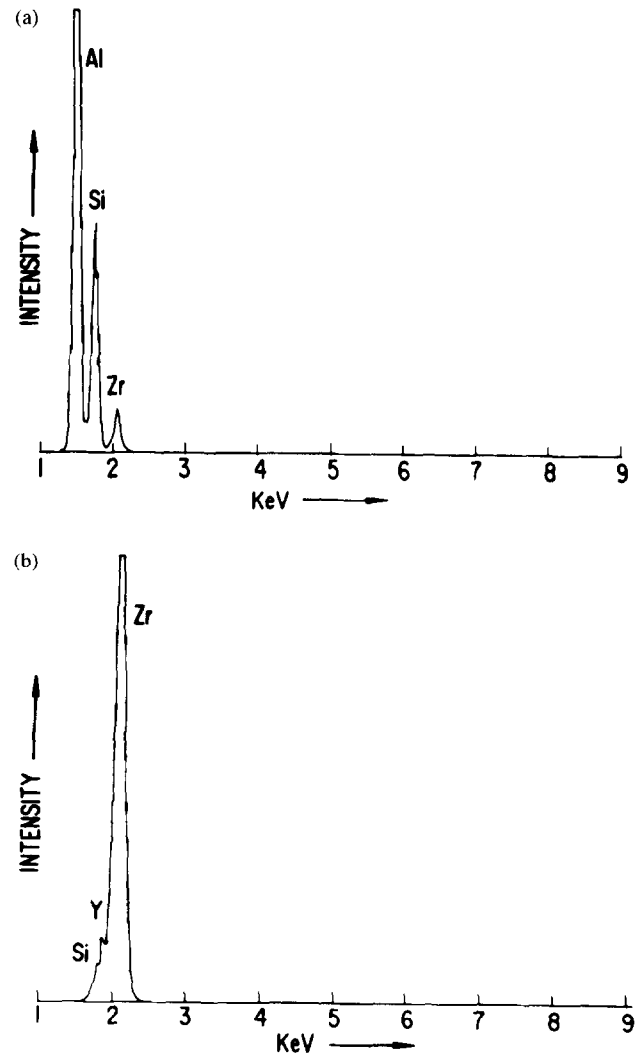 (a)
Al
Si
Zr
INTENSITY
1 2 3 4 5 6 7 8 9
KeV
(b)
Zr
Y
Si
INTENSITY
1 2 3 4 5 6 7 8 9
KeV